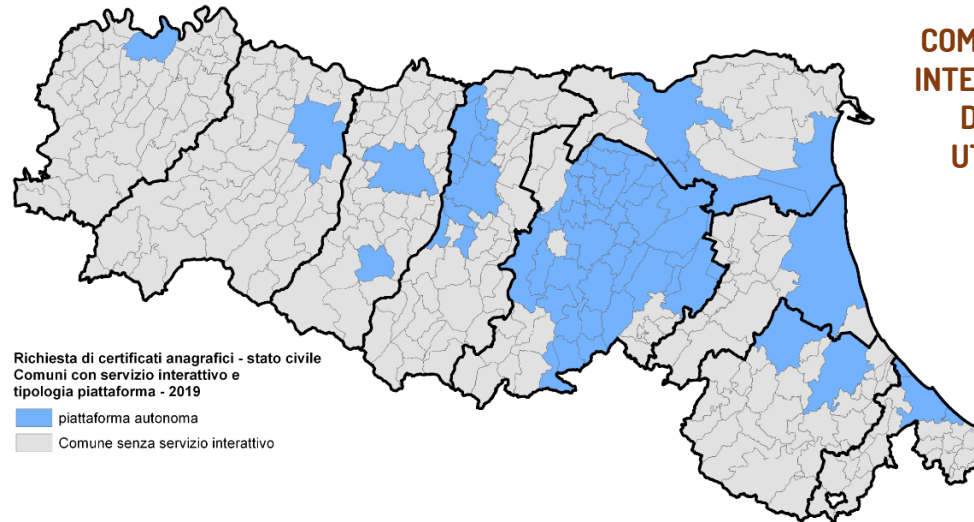 COM
INTE
D
UT
Richiesta di certificati anagrafici - stato civile
Comuni con servizio interattivo e
tipologia piattaforma - 2019
piattaforma autonoma
Comune senza servizio interattivo